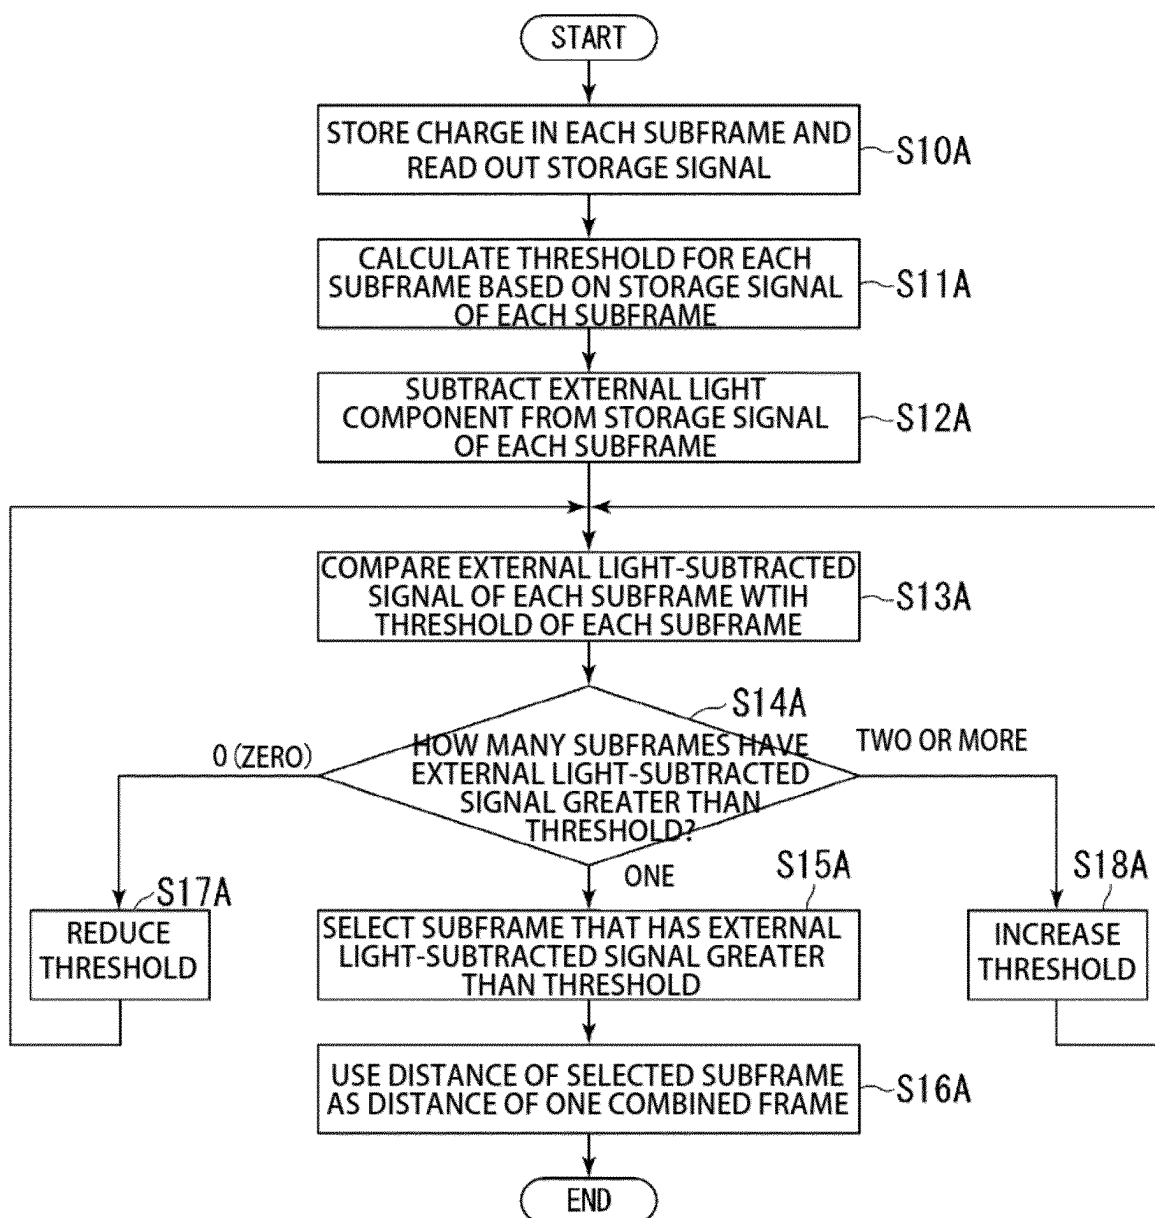 START
STORE CHARGE IN EACH SUBFRAME AND
READ OUT STORAGE SIGNAL
S10A
CALCULATE THRESHOLD FOR EACH
SUBFRAME BASED ON STORAGE SIGNAL
OF EACH SUBFRAME
S11A
SUBTRACT EXTERNAL LIGHT
COMPONENT FROM STORAGE SIGNAL
OF EACH SUBFRAME
S12A
COMPARE EXTERNAL LIGHT-SUBTRACTED
SIGNAL OF EACH SUBFRAME WTIH
THRESHOLD OF EACH SUBFRAME
S13A
S14A
0 (ZERO)
HOW MANY SUBFRAMES HAVE
EXTERNAL LIGHT-SUBTRACTED
SIGNAL GREATER THAN
THRESHOLD?
TWO OR MORE
ONE
S17A
REDUCE
THRESHOLD
S15A
SELECT SUBFRAME THAT HAS EXTERNAL
LIGHT-SUBTRACTED SIGNAL GREATER
THAN THRESHOLD
S18A
INCREASE
THRESHOLD
USE DISTANCE OF SELECTED SUBFRAME
AS DISTANCE OF ONE COMBINED FRAME
S16A
END